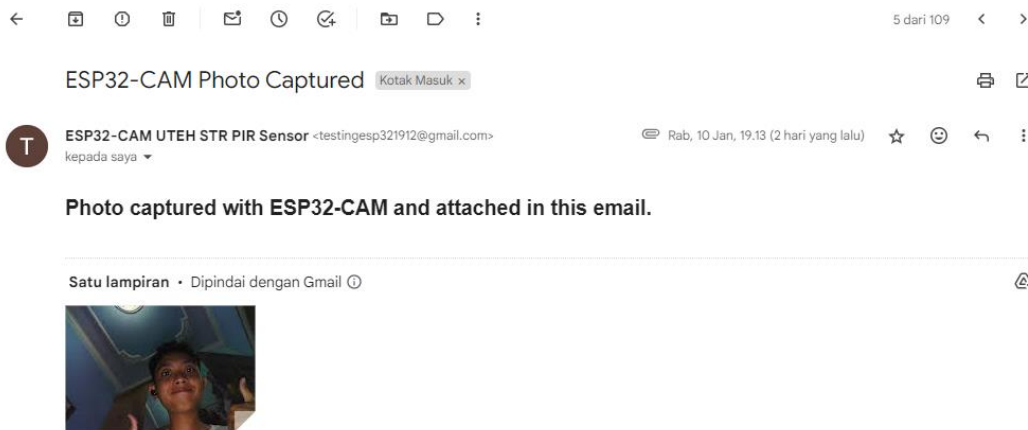 5 dari 109
ESP32-CAM Photo Captured Kotak Masuk ×
T
ESP32-CAM UTEH STR PIR Sensor <testingesp321912@gmail.com> Rab, 10 Jan, 19.13 (2 hari yang lalu)
kepada saya
Photo captured with ESP32-CAM and attached in this email.
Satu lampiran • Dipindai dengan Gmail